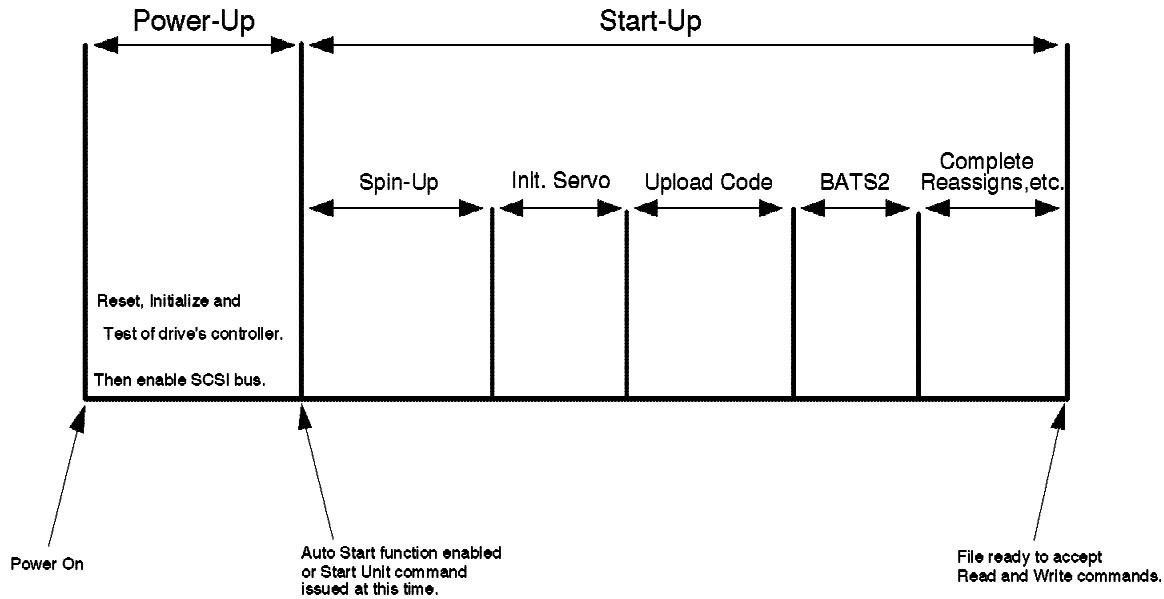 Power-Up
Start-Up
Spin-Up
Init. Servo
Upload Code
BATS2
Complete
Reassigns,etc.
Reset, Initialize and
Test of drive's controller.
Then enable SCSI bus.
Power On
Auto Start function enabled
or Start Unit command
issued at this time.
File ready to accept
Read and Write commands.